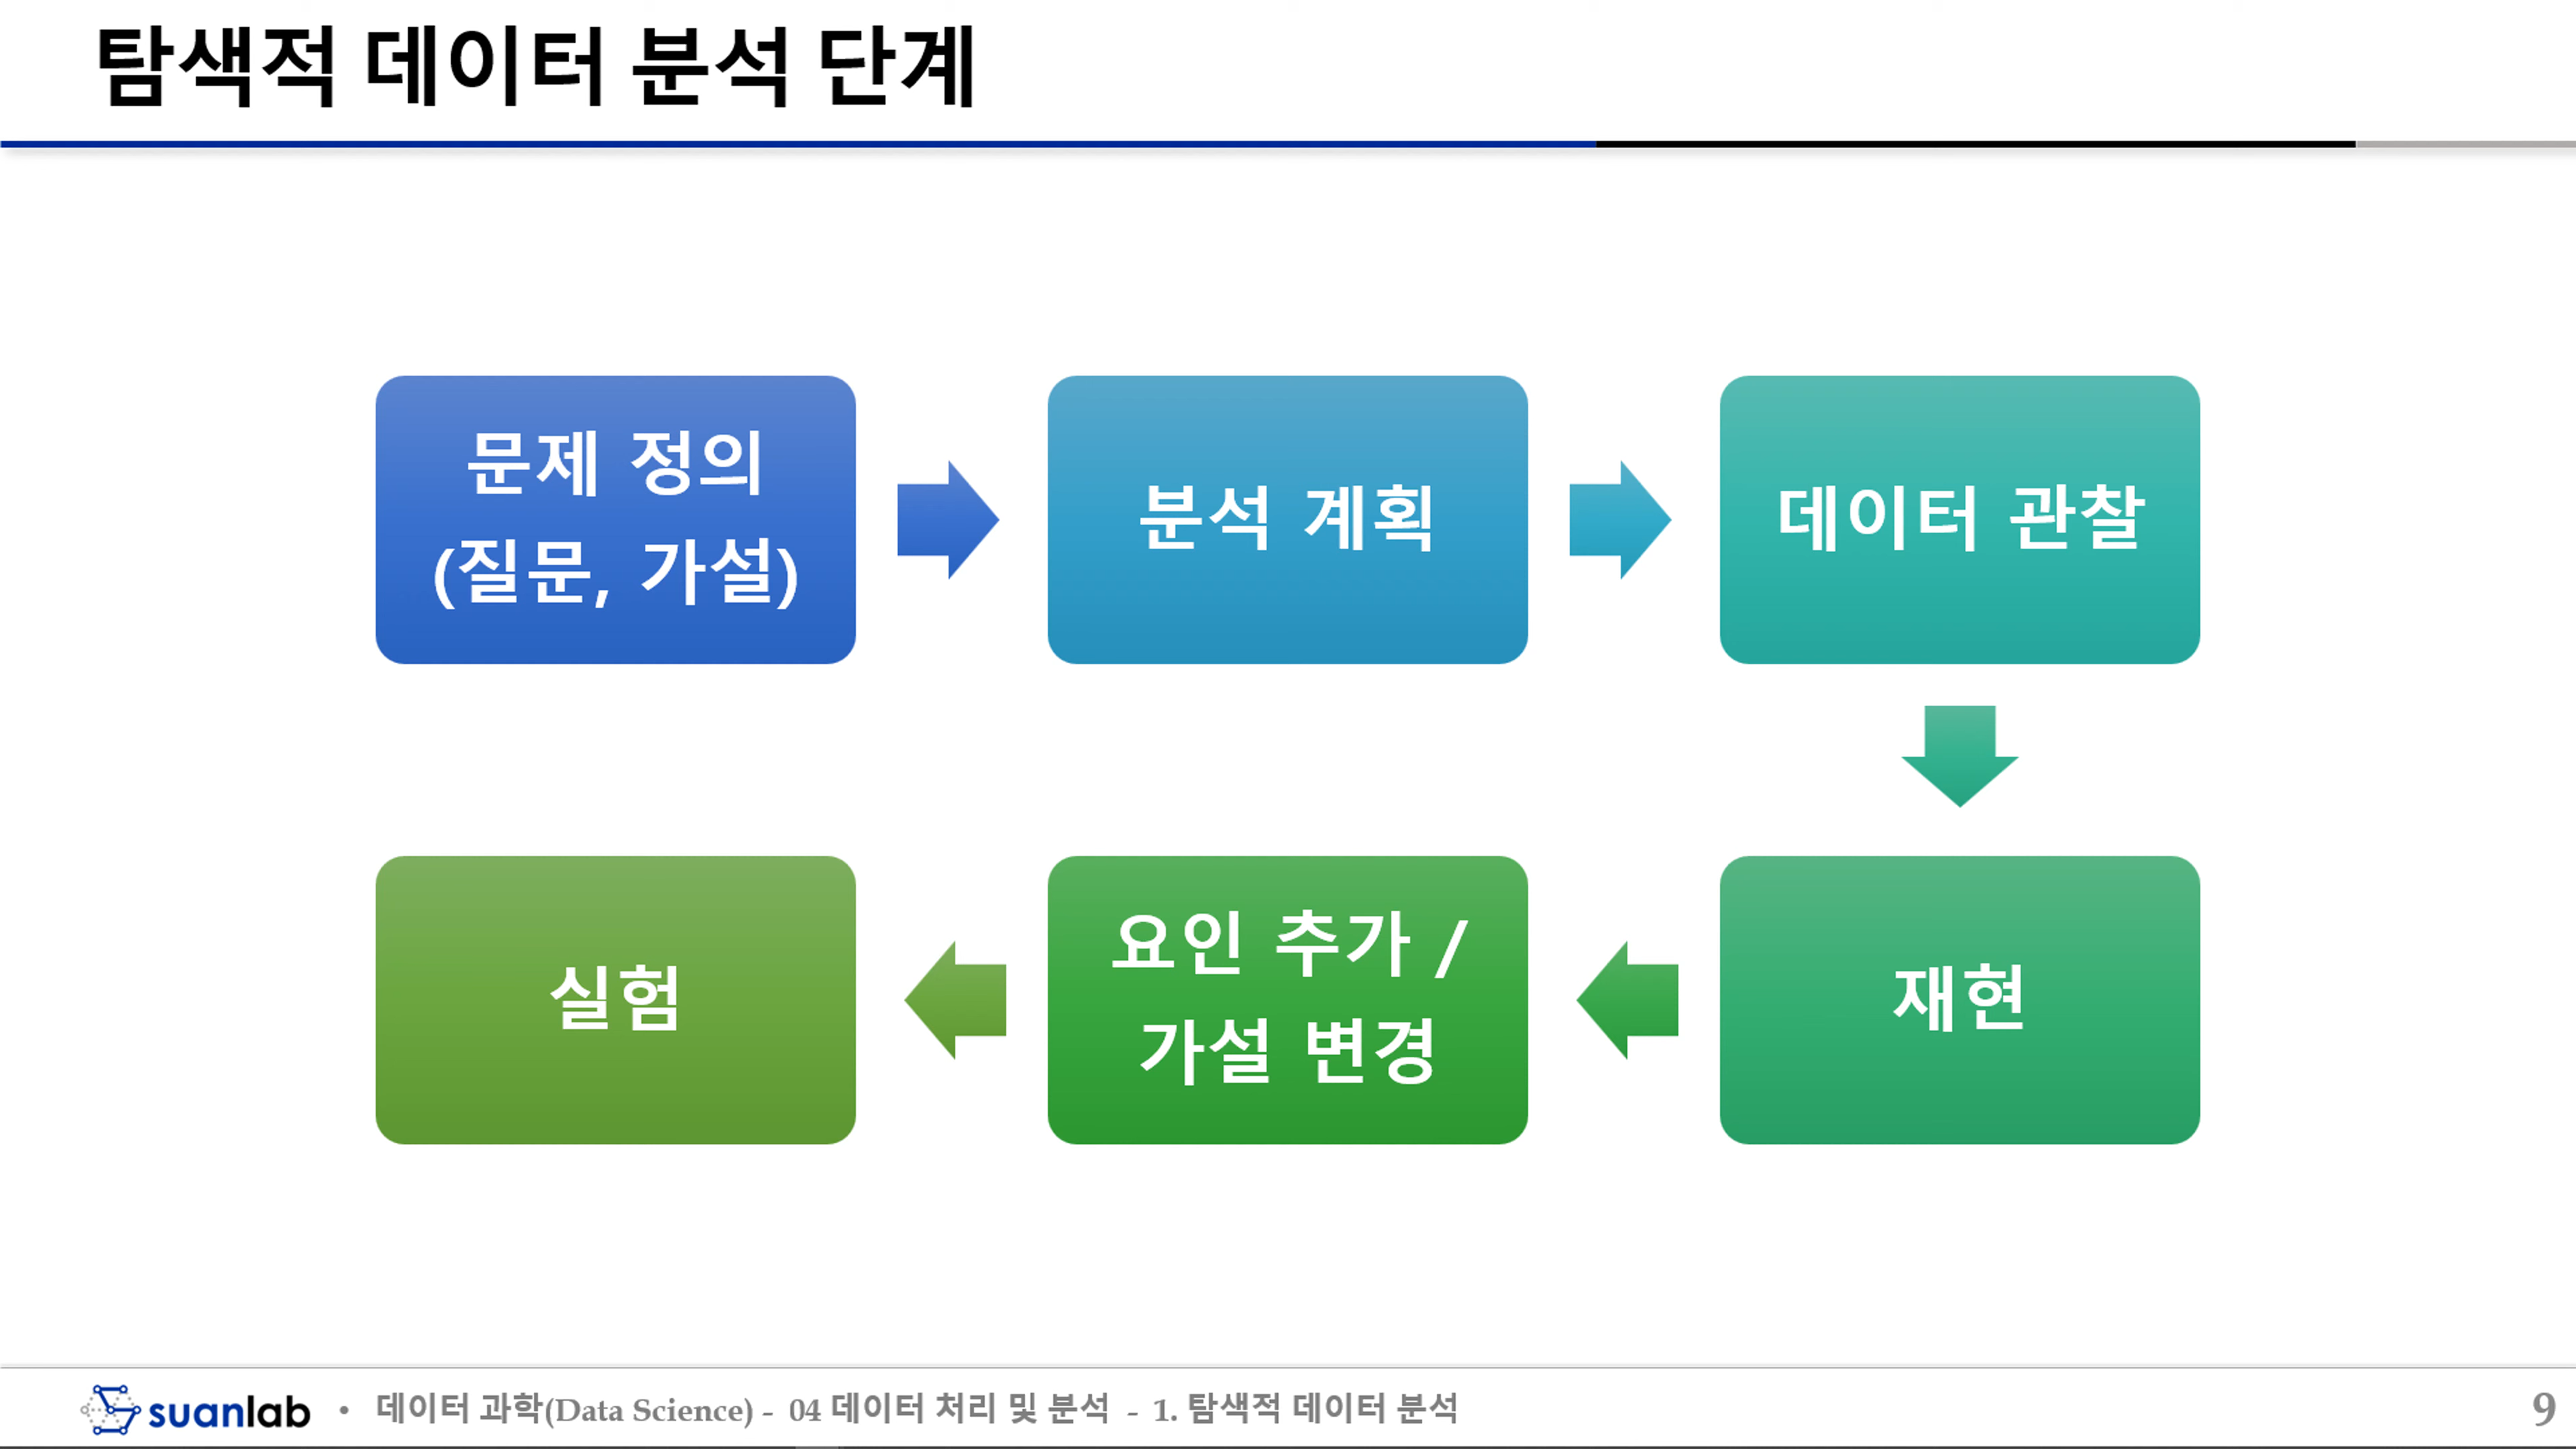 탐색적 데이터 분석 단계
문제 정의
(질문, 가설)
분석 계획
데이터 관찰
재현
요인 추가 /
가설 변경
실험
suanlab • 데이터 과학(Data Science) - 04 데이터 처리 및 분석 - 1. 탐색적 데이터 분석
9